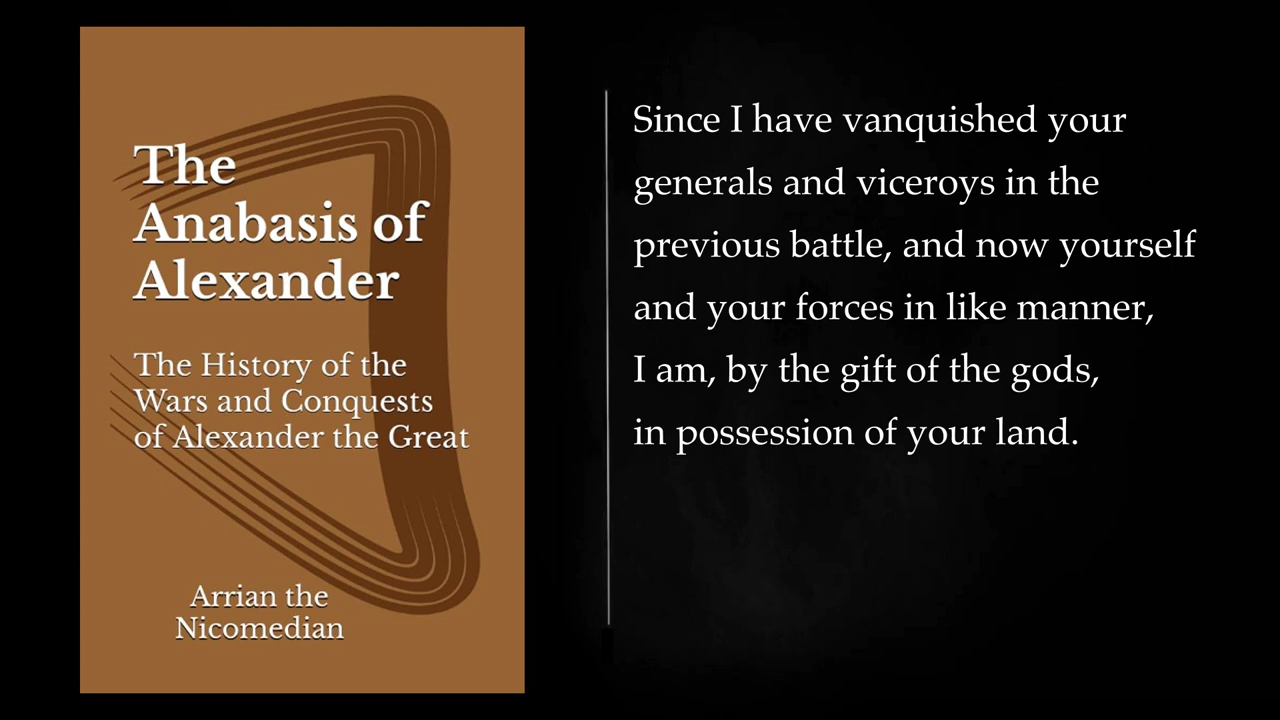 The
Anabasis of
Alexander
The History of the
Wars and Conquests
of Alexander the Great
Arrian the
Nicomedian
Since I have vanquished your
generals and viceroys in the
previous battle, and now yourself
and your forces in like manner,
I am, by the gift of the gods,
in possession of your land.